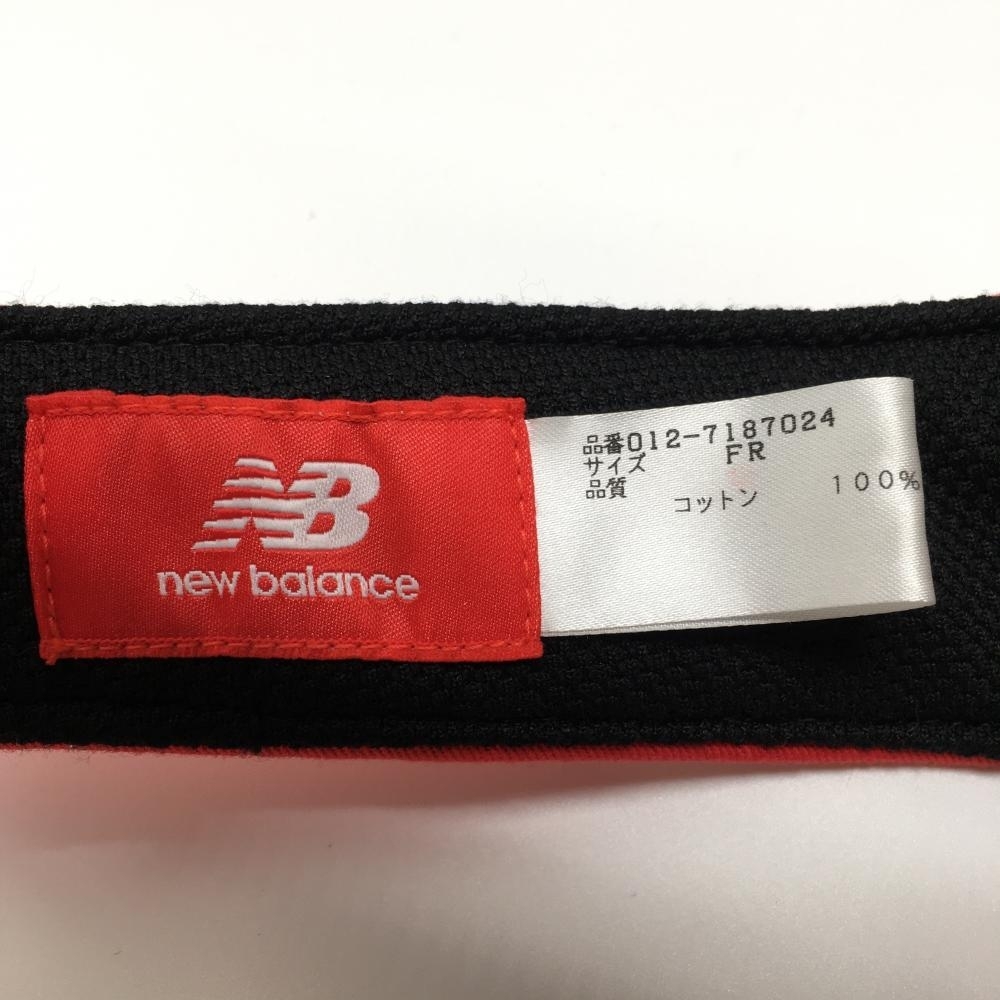 NB
new balance
品番012-7187024
サイズ FR
品質
コットン 100%